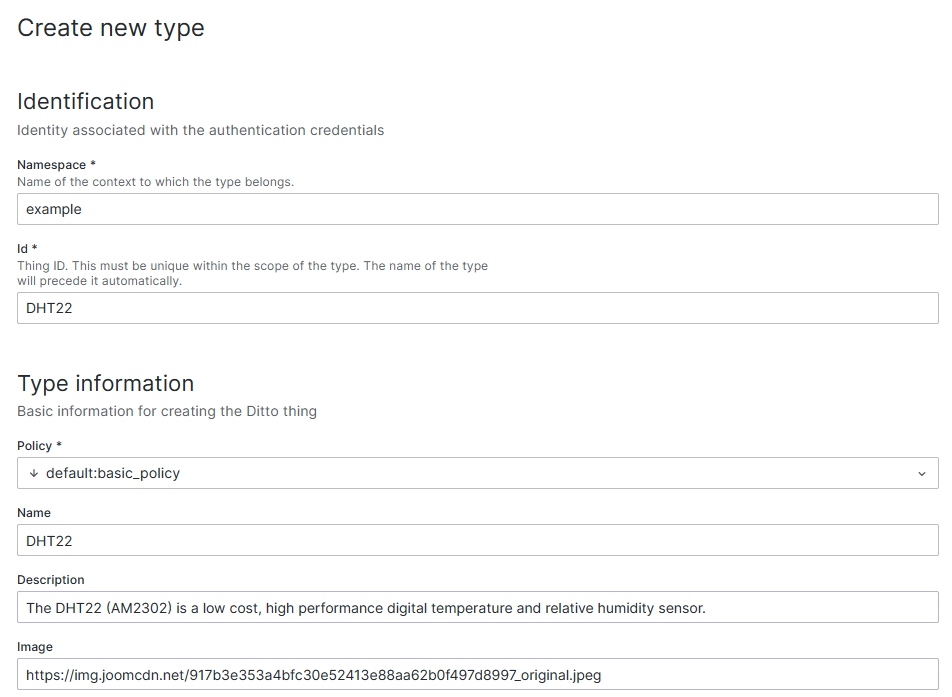 Create new type
Identification
Identity associated with the authentication credentials
Namespace *
Name of the context to which the type belongs.
example
Id *
Thing ID. This must be unique within the scope of the type. The name of the type
will precede it automatically.
DHT22
Type information
Basic information for creating the Ditto thing
Policy *
default:basic_policy
Name
DHT22
Description
The DHT22 (AM2302) is a low cost, high performance digital temperature and relative humidity sensor.
Image
https://img.joomcdn.net/917b3e353a4bfc30e52413e88aa62b0f497d8997_original.jpeg